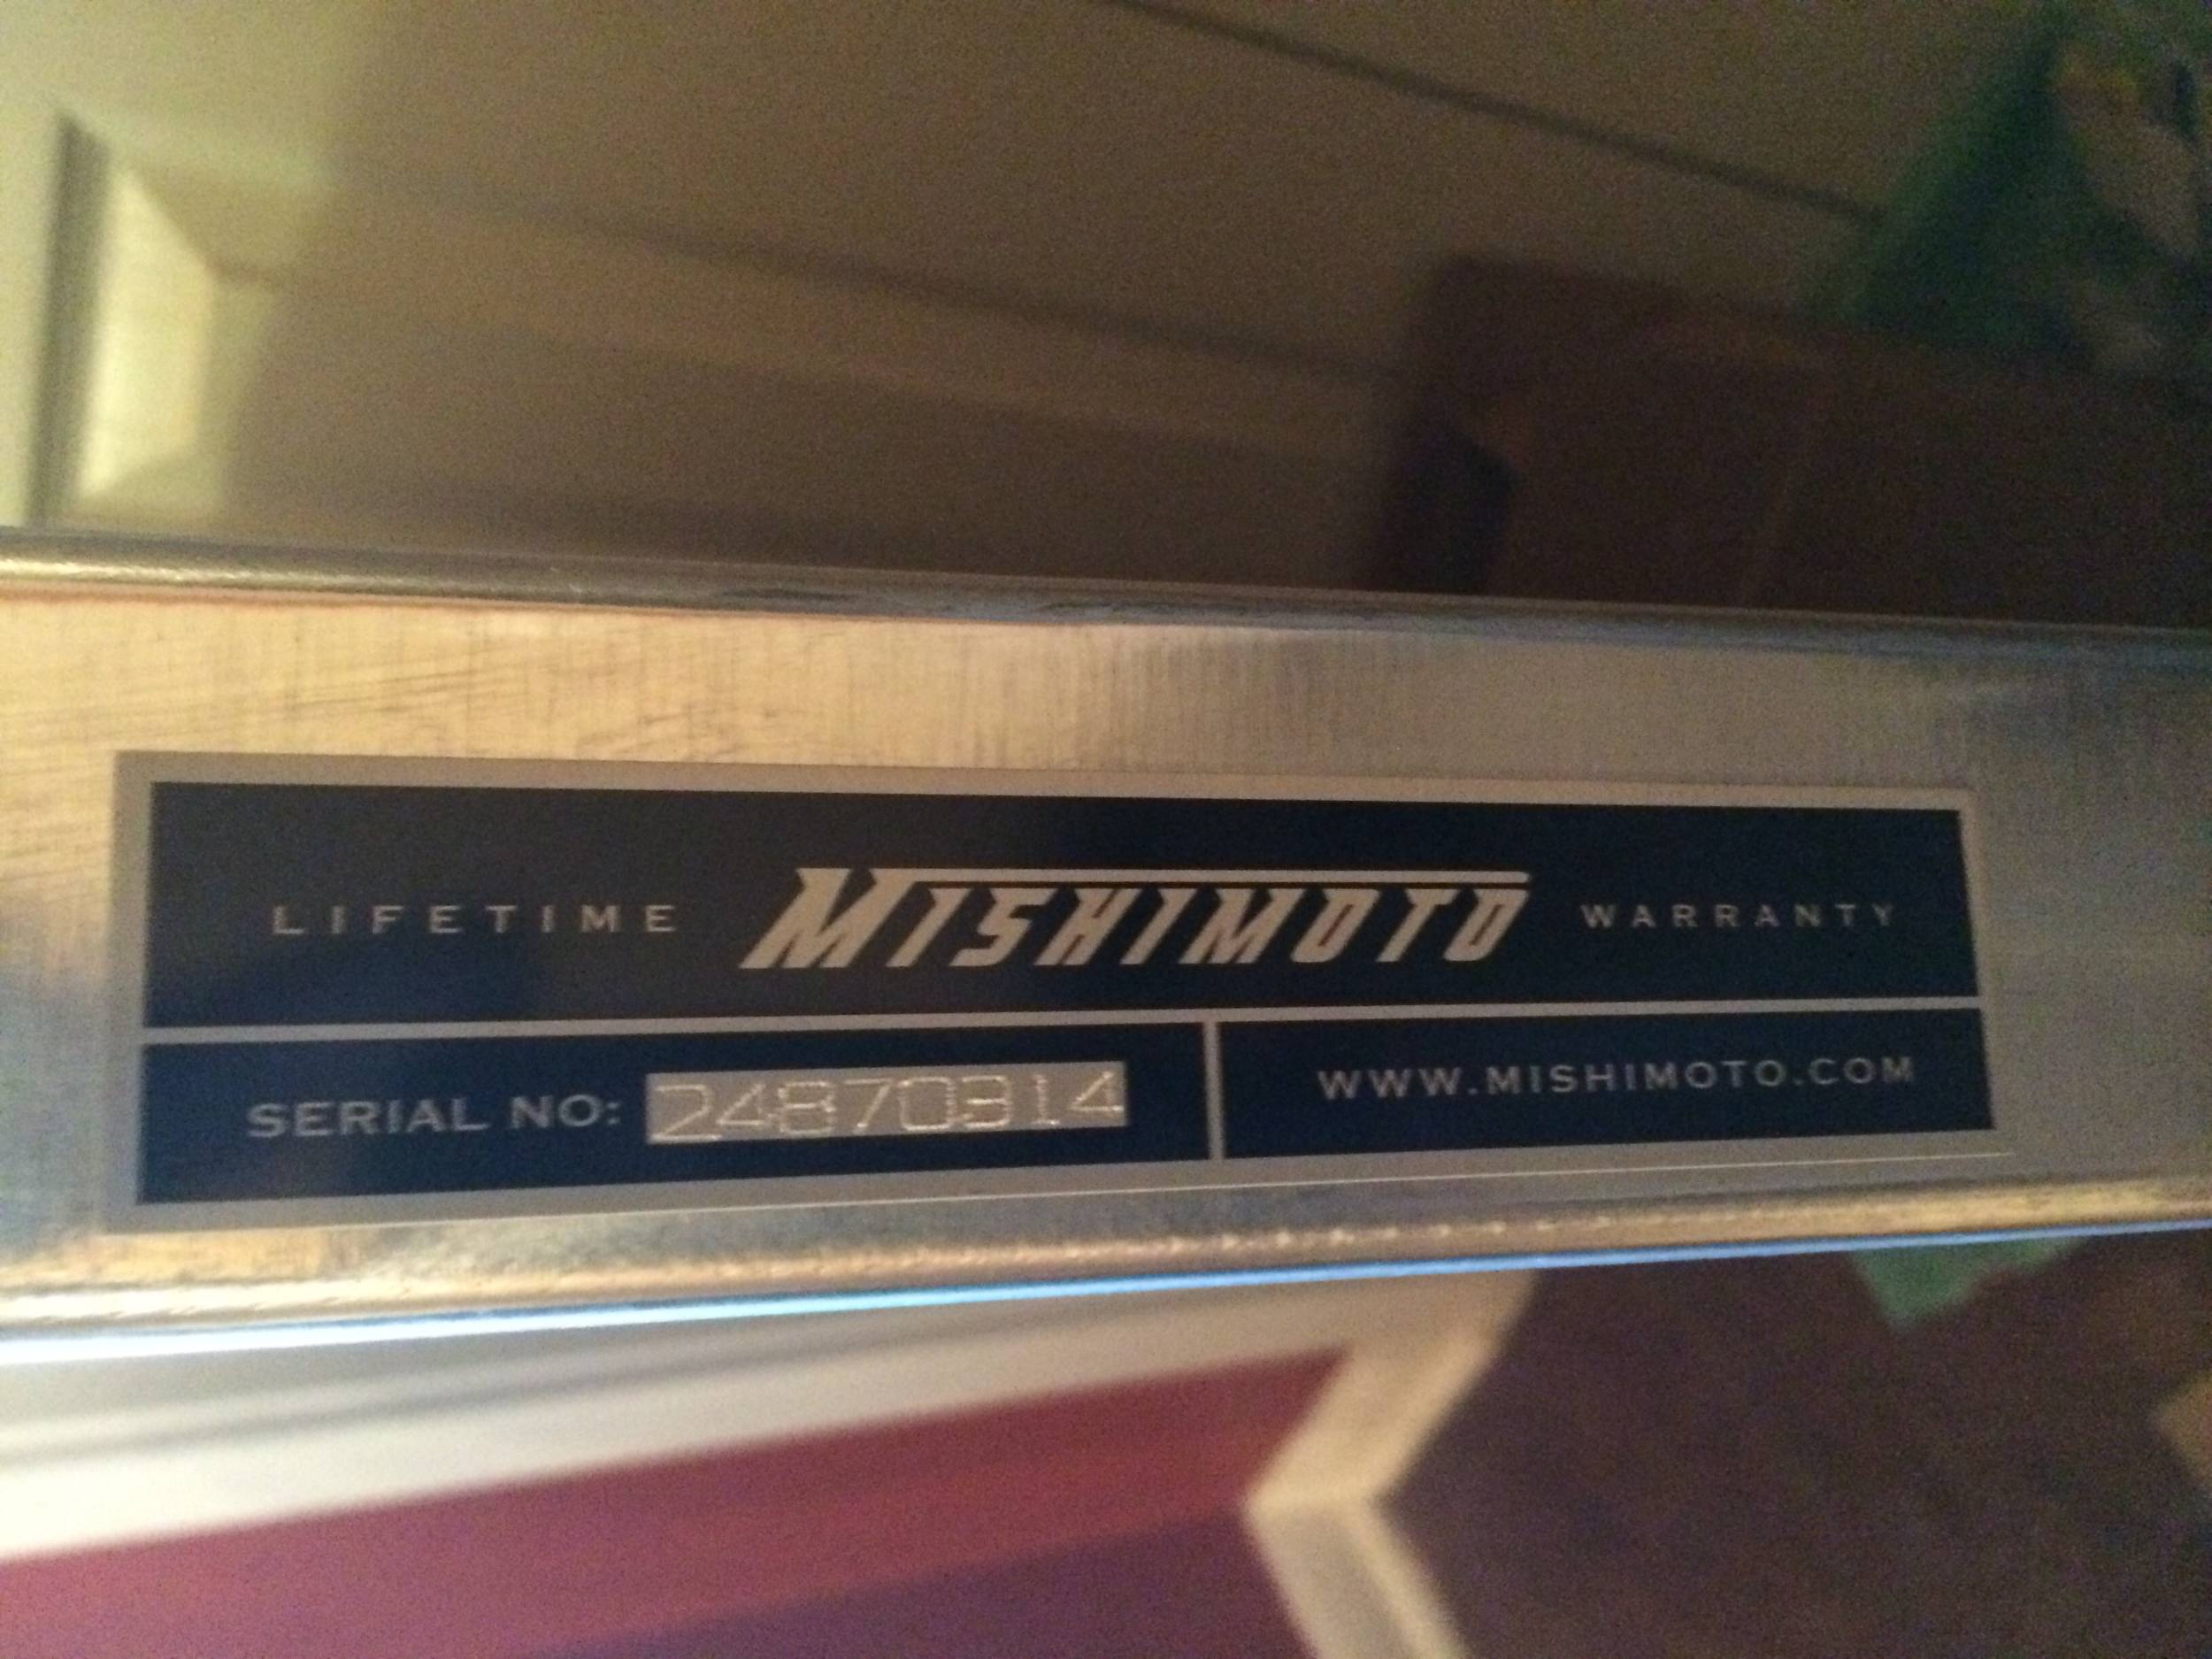 LIFETIME MISHIMOTO WARRANTY
SERIAL NO: 24870314
WWW.MISHIMOTO.COM